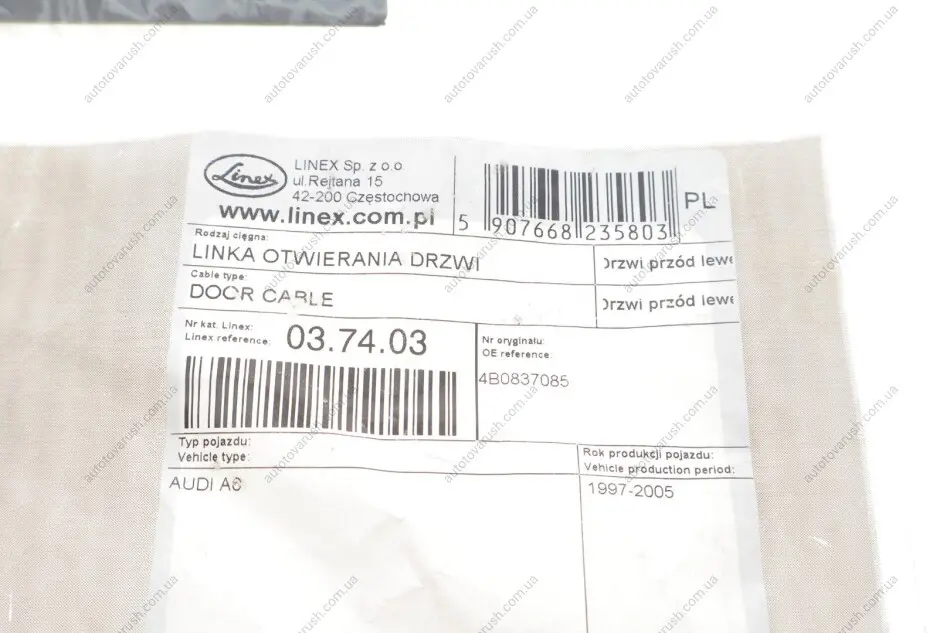 Linex
LINEX Sp. z o.o
ul.Rejtana 15
42-200 Częstochowa
www.linex.com.pl
5 907668 235803
PL
Rodzaj cięgna:
LINKA OTWIERANIA DRZWI
Drzwi przód lewe
Cable type:
DOOR CABLE
Drzwi przód lewe
Nr kat. Linex:
Linex reference:
03.74.03
Nr oryginału:
OE reference:
4B0837085
Typ pojazdu:
Vehicle type:
AUDI A6
Rok produkcji pojazdu:
Vehicle production period:
1997-2005
autotovarush.com.ua